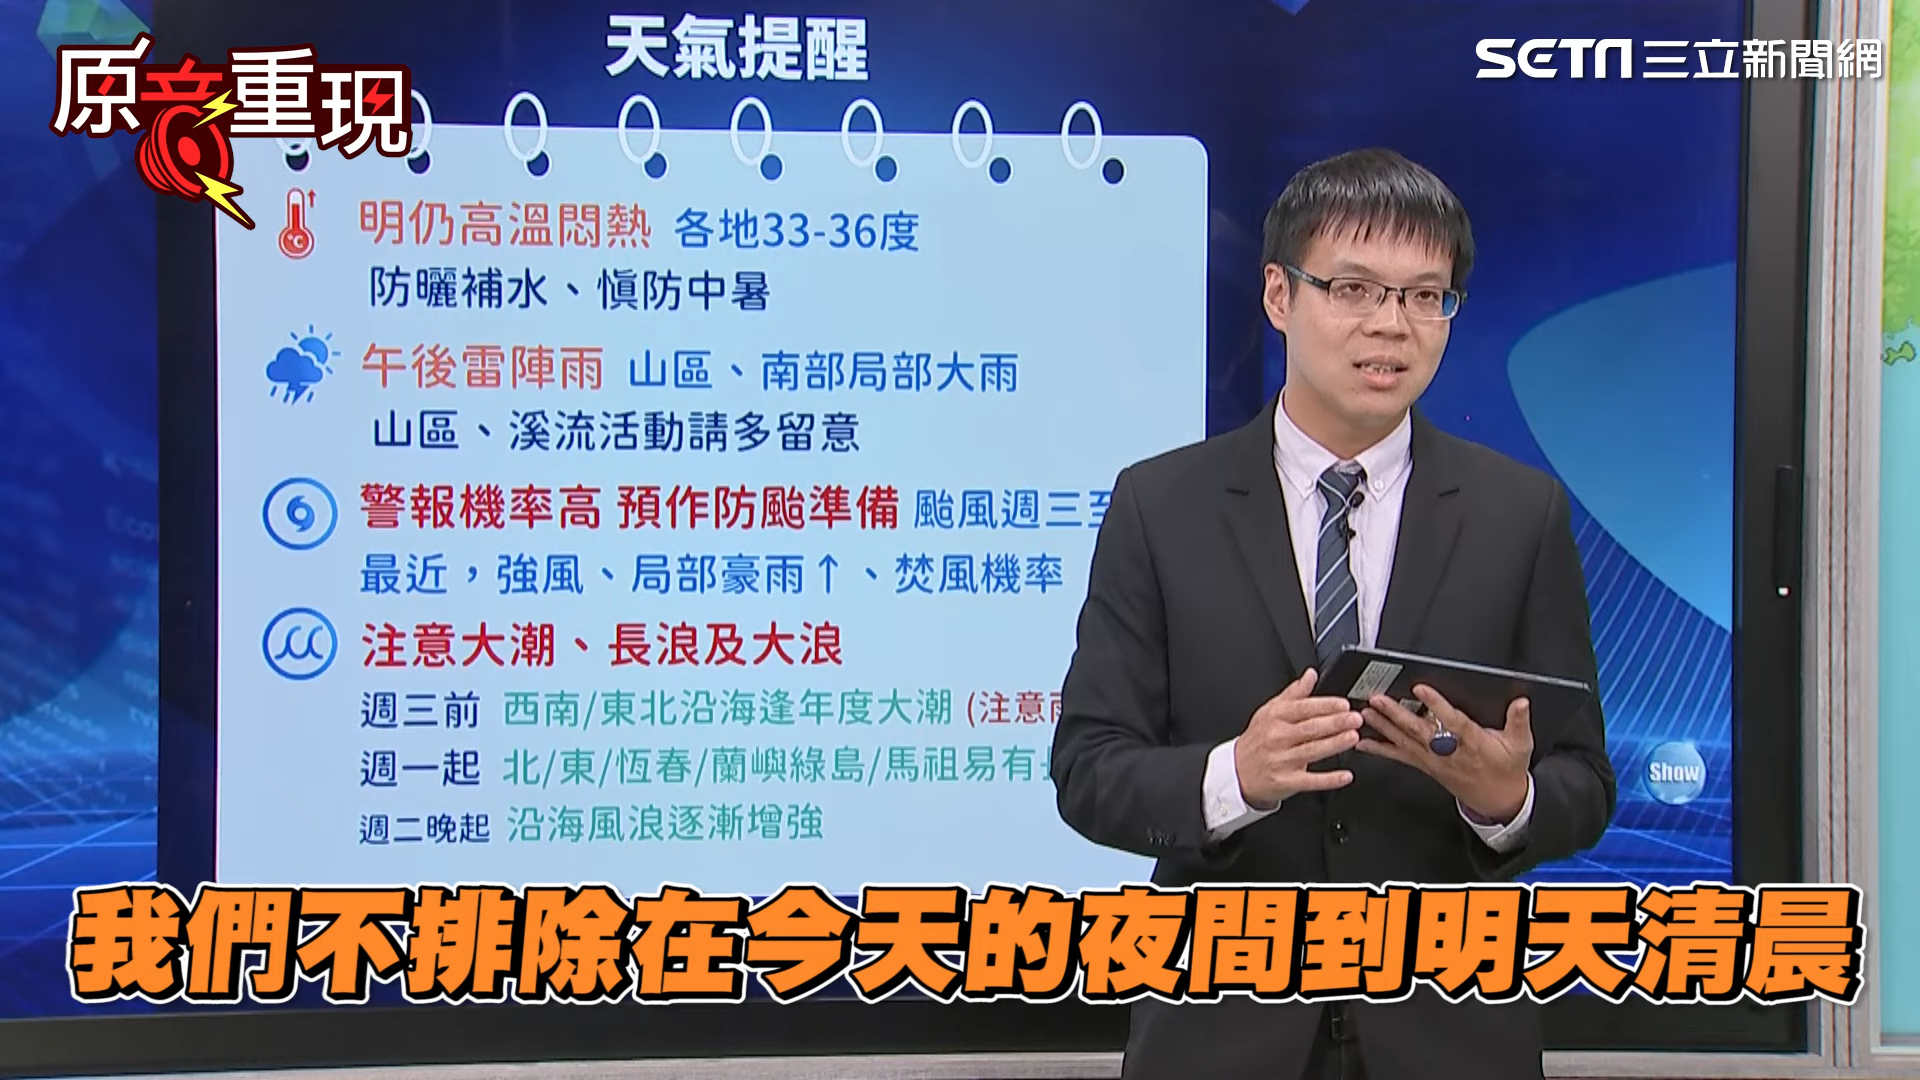 天氣提醒
SETN三立新聞網
原音重現
明仍高溫悶熱 各地33-36度
防曬補水、慎防中暑
午後雷陣雨 山區、南部局部大雨
山區、溪流活動請多留意
警報機率高 預作防颱準備 颱風週三至
最近，強風、局部豪雨↑、焚風機率
注意大潮、長浪及大浪
週三前 西南/東北沿海逢年度大潮 (注意
週一起 北/東/恆春/蘭嶼綠島/馬祖易有
週二晚起 沿海風浪逐漸增強
Show
我們不排除在今天的夜間到明天清晨